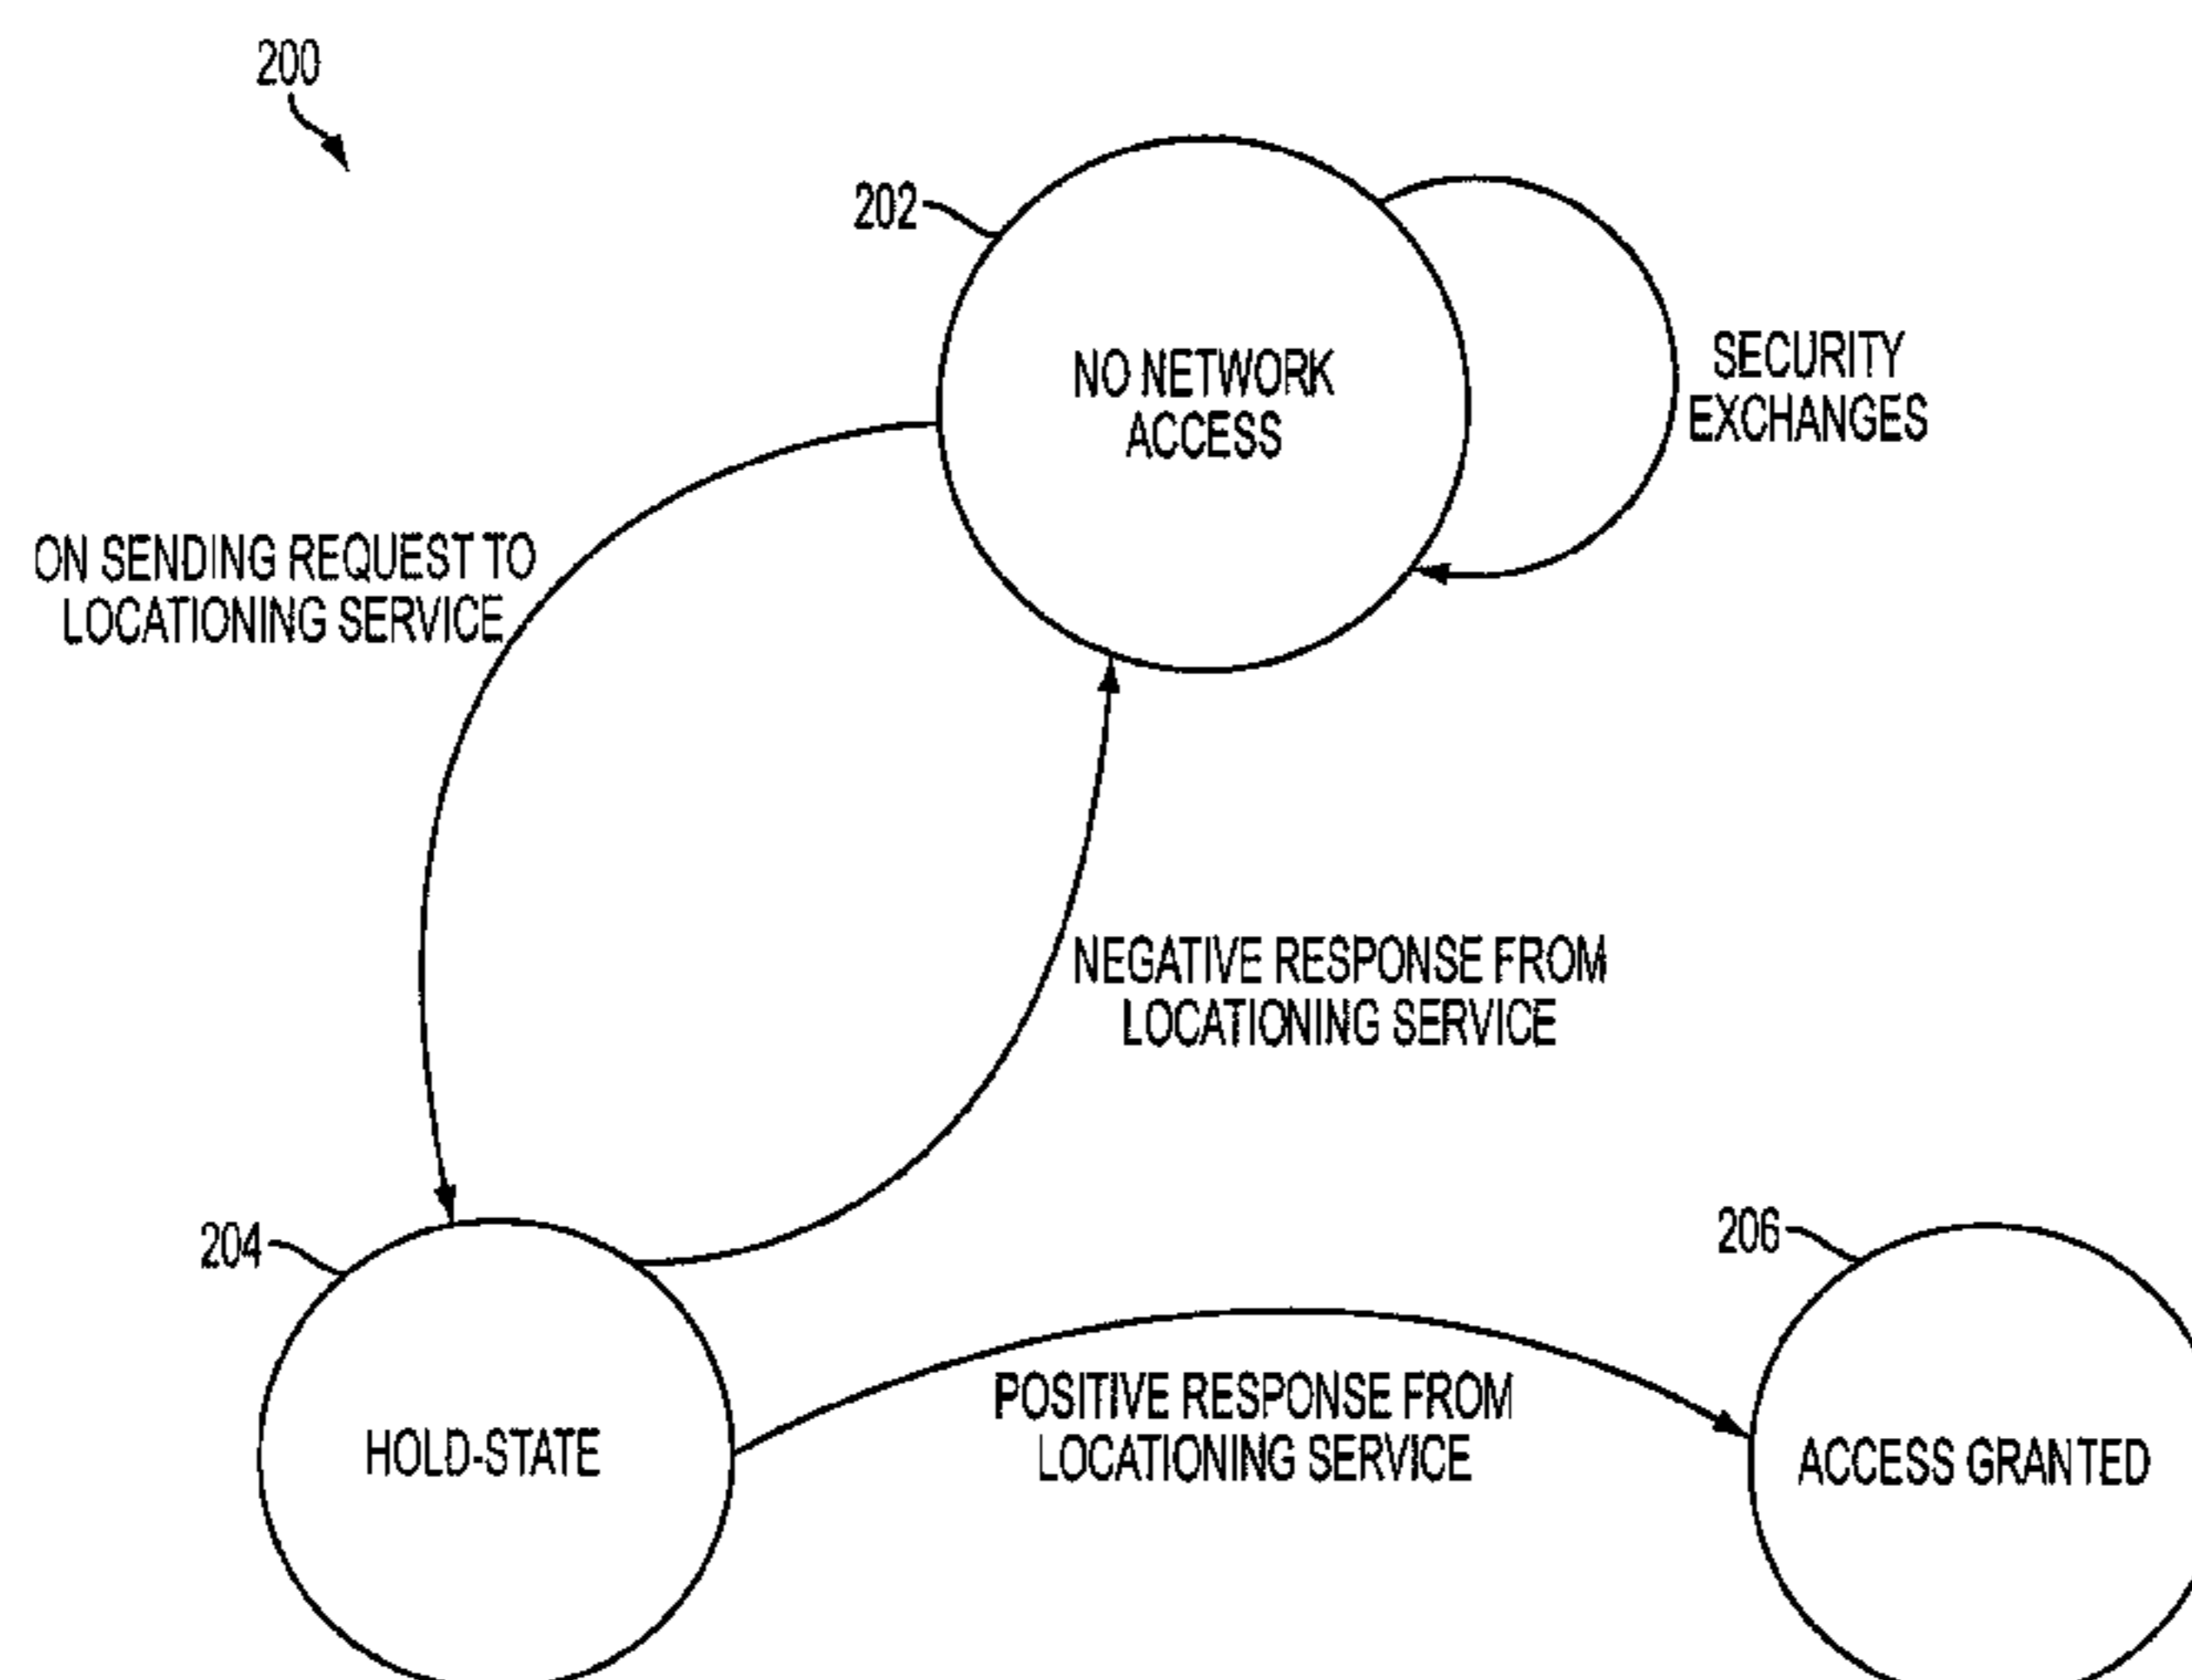 200
202
NO NETWORK
ACCESS
SECURITY
EXCHANGES
ON SENDING REQUEST TO
LOCATIONING SERVICE
NEGATIVE RESPONSE FROM
LOCATIONING SERVICE
204
206
HOLD-STATE
POSITIVE RESPONSE FROM
LOCATIONING SERVICE
ACCESS GRANTED